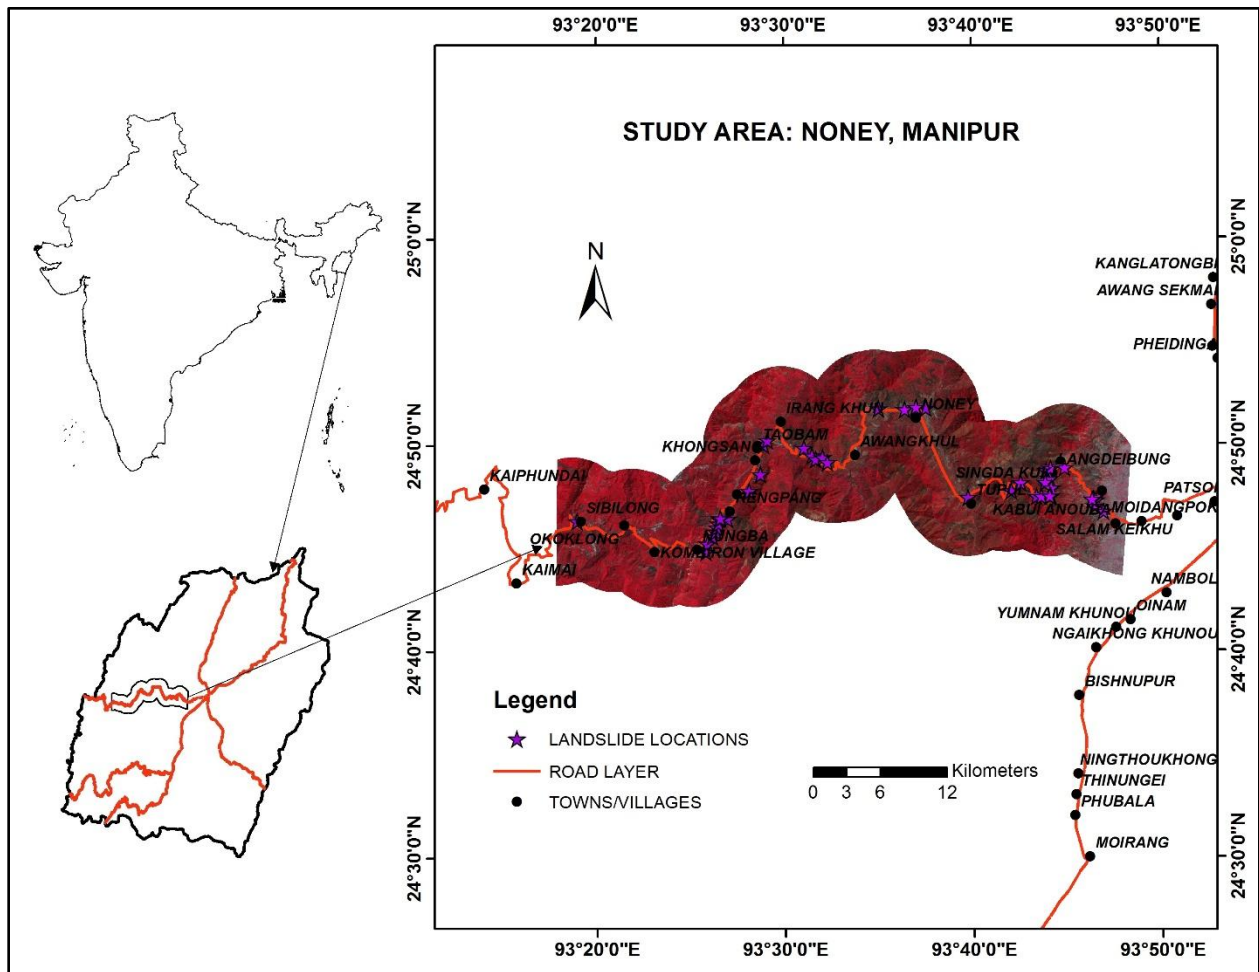 93°20'0"E 93°30'0"E 93°40'0"E 93°50'0"E
STUDY AREA: NONEY, MANIPUR
N
25°0'0"N 25°0'0"N
KANGLATONGBI
AWANG SEKMAI
PHEIDINGA
IRANG KHUN
NONEY
TAOBAM
KHONGSANG
AWANGKHUL
24°50'0"N 24°50'0"N
ANGDEIBUNG
SINGDA
KAIPHUNDAI
PATSOI
RENGPANG
TUPUL
SIBILONG
KABUI ANOUBA
MOIDANGPOK
SALAM KEIKHU
OKOKLONG
NUNGBA
VILLAGE
KAIMAI
NAMBOL
YUMNAM KHUNOU
OINAM
NGAIKHONG KHUNOU
24°40'0"N 24°40'0"N
BISHNUPUR
Legend
LANDSLIDE LOCATIONS
ROAD LAYER
TOWNS/VILLAGES
Kilometers
0 3 6 12
NINGTHOUKHONG
THINUNGEI
PHUBALA
MOIRANG
24°30'0"N 24°30'0"N
93°20'0"E 93°30'0"E 93°40'0"E 93°50'0"E